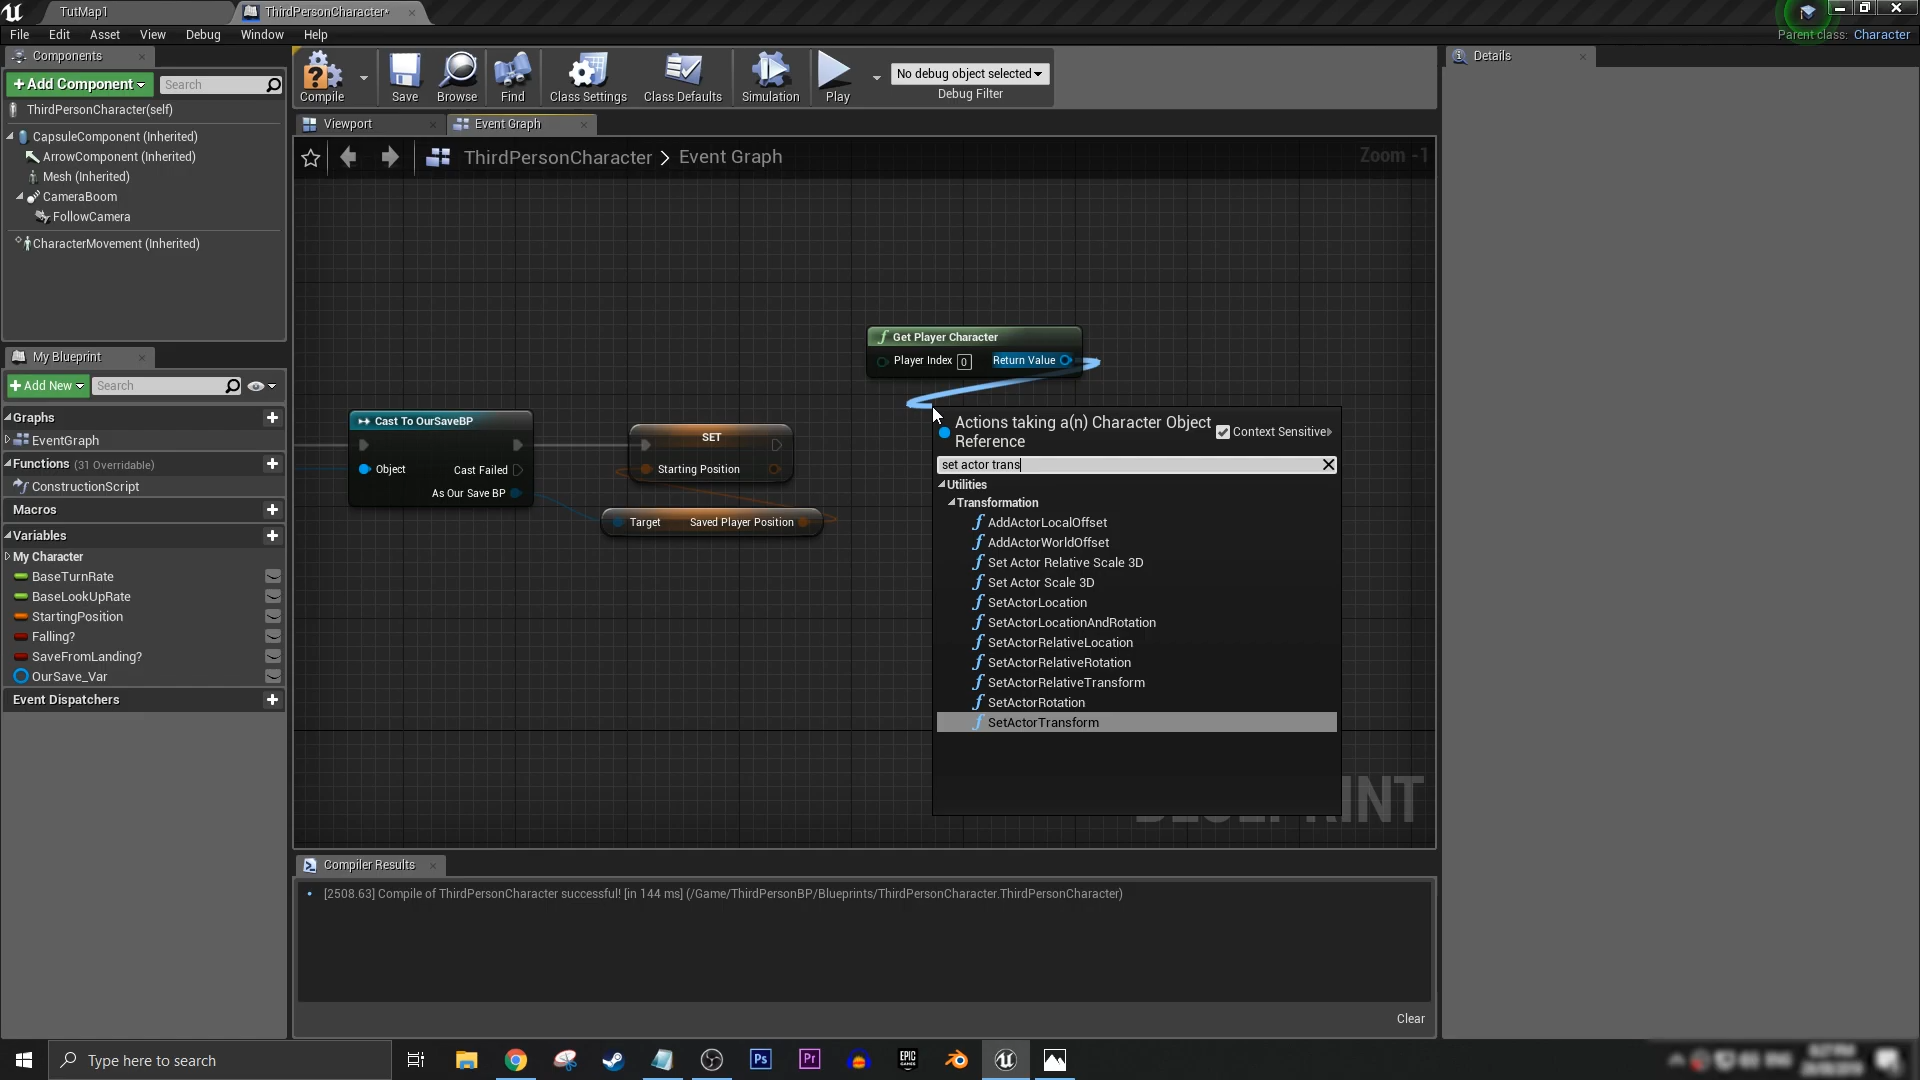 TutMap1
ThirdPersonCharacter*
File Edit Asset View Debug Window Help
Parent class: Character
Components
+ Add Component
Search
ThirdPersonCharacter(self)
CapsuleComponent (Inherited)
ArrowComponent (Inherited)
Mesh (Inherited)
CameraBoom
FollowCamera
CharacterMovement (Inherited)
My Blueprint
+ Add New
Search
Graphs
EventGraph
Functions (31 Overridable)
ConstructionScript
Macros
Variables
My Character
BaseTurnRate
BaseLookUpRate
StartingPosition
Falling?
SaveFromLanding?
OurSave_Var
Event Dispatchers
Compile
Save
Browse
Find
Class Settings
Class Defaults
Simulation
Play
No debug object selected
Debug Filter
Viewport
Event Graph
ThirdPersonCharacter > Event Graph
Zoom -1
Get Player Character
Player Index 0 Return Value
Cast To OurSaveBP
Object Cast Failed
As Our Save BP
SET
Starting Position
Target Saved Player Position
Actions taking a(n) Character Object
Reference
Context Sensitive
set actor trans
Utilities
Transformation
AddActorLocalOffset
AddActorWorldOffset
Set Actor Relative Scale 3D
Set Actor Scale 3D
SetActorLocation
SetActorLocationAndRotation
SetActorRelativeLocation
SetActorRelativeRotation
SetActorRelativeTransform
SetActorRotation
SetActorTransform
Compiler Results
[2508.63] Compile of ThirdPersonCharacter successful! [in 144 ms] (/Game/ThirdPersonBP/Blueprints/ThirdPersonCharacter.ThirdPersonCharacter)
Clear
Details
Type here to search
Ps
Pr
EPIC
GAMES